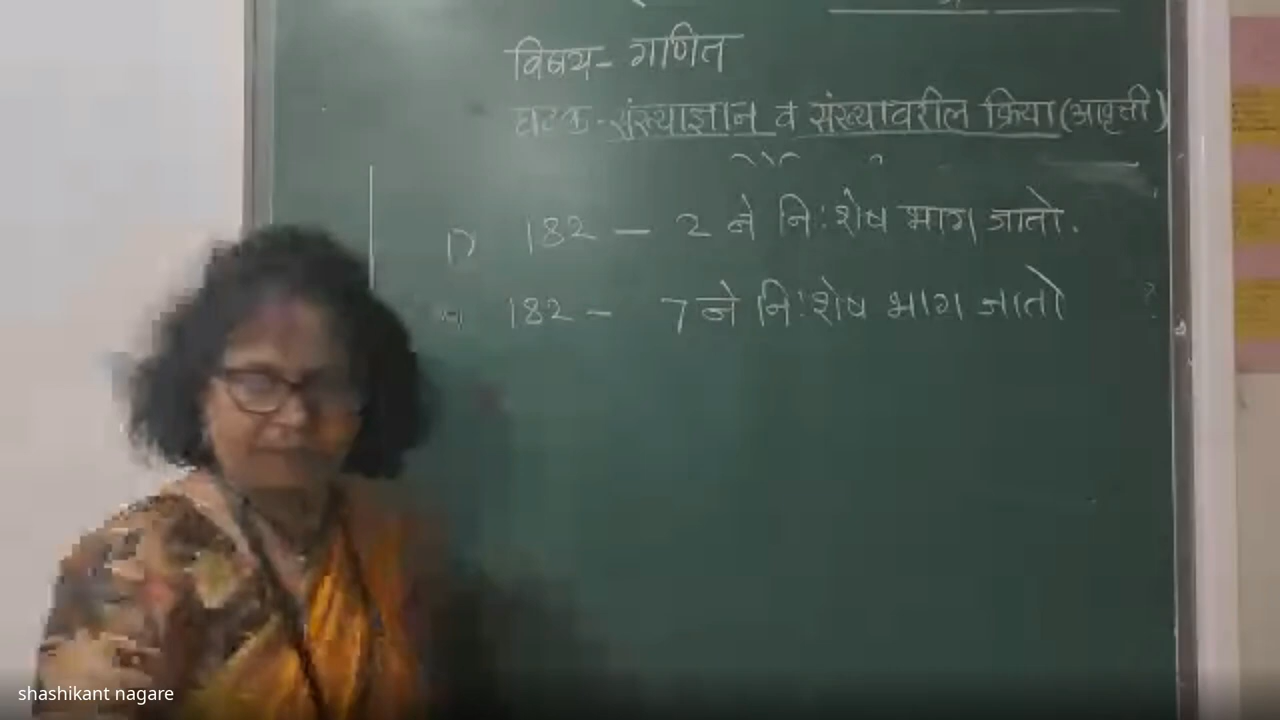 विषय- गणित
घटक-संख्याज्ञान व संख्यावरील क्रिया(आवृत्ती)
1) 182 — 2 ने नि:शेष भाग जातो.
182 - 7 ने नि:शेष भाग जातो ?
shashikant nagare